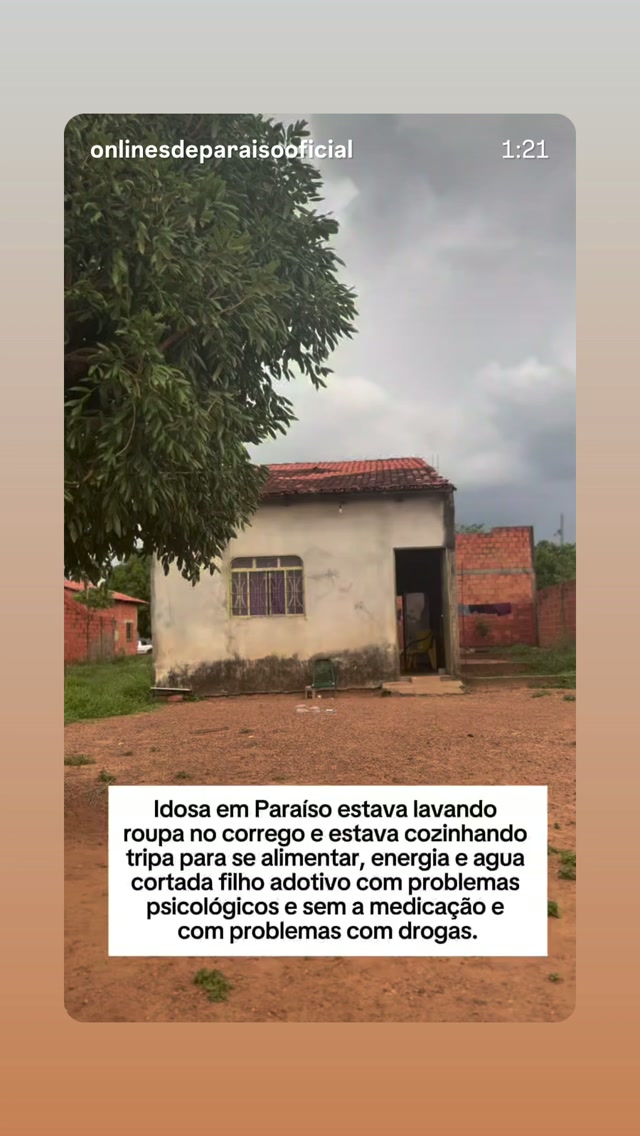 onlinesdeparaisooficial
1:21
Idosa em Paraíso estava lavando
roupa no corrego e estava cozinhando
tripa para se alimentar, energia e agua
cortada filho adotivo com problemas
psicológicos e sem a medicação e
com problemas com drogas.